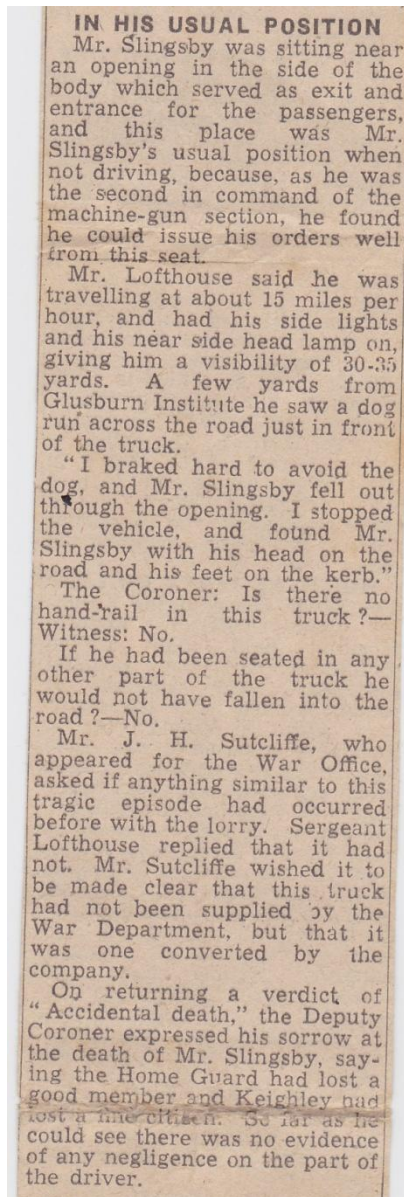 IN HIS USUAL POSITION
Mr. Slingsby was sitting near
an opening in the side of the
body which served as exit and
entrance for the passengers,
and this place was Mr.
Slingsby's usual position when
not driving, because, as he was
the second in command of the
machine-gun section, he found
he could issue his orders well
from this seat.
Mr. Lofthouse said he was
travelling at about 15 miles per
hour, and had his side lights
and his near side head lamp on,
giving him a visibility of 30-35
yards. A few yards from
Glusburn Institute he saw a dog
run across the road just in front
of the truck.
"I braked hard to avoid the
dog, and Mr. Slingsby fell out
through the opening. I stopped
the vehicle, and found Mr.
Slingsby with his head on the
road and his feet on the kerb."
The Coroner: Is there no
hand-rail in this truck?—
Witness: No.
If he had been seated in any
other part of the truck he
would not have fallen into the
road?—No.
Mr. J. H. Sutcliffe, who
appeared for the War Office,
asked if anything similar to this
tragic episode had occurred
before with the lorry. Sergeant
Lofthouse replied that it had
not. Mr. Sutcliffe wished it to
be made clear that this truck
had not been supplied by the
War Department, but that it
was one converted by the
company.
On returning a verdict of
"Accidental death," the Deputy
Coroner expressed his sorrow at
the death of Mr. Slingsby, say-
ing the Home Guard had lost a
good member and Keighley had
lost a fine citizen. So far as he
could see there was no evidence
of any negligence on the part of
the driver.